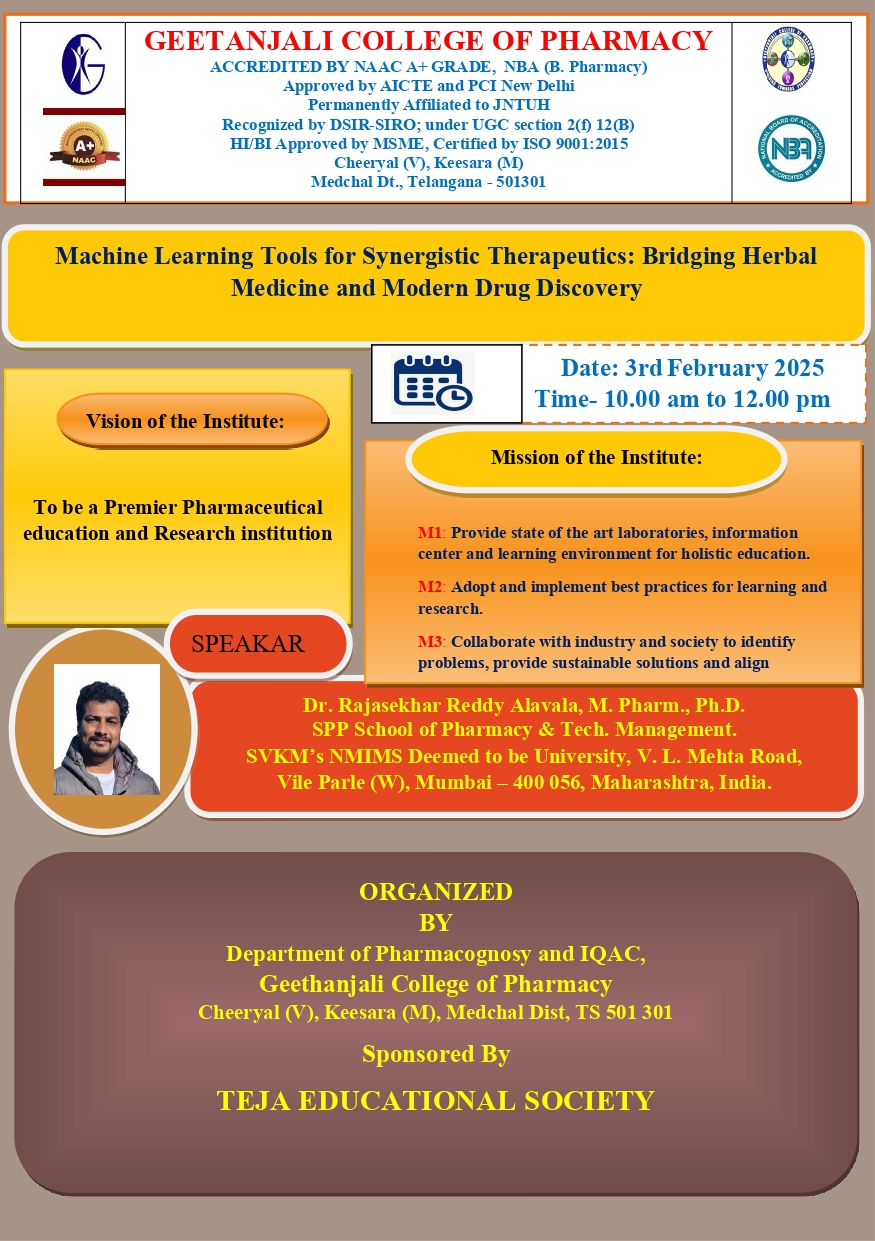 GEETANJALI COLLEGE OF PHARMACY
ACCREDITED BY NAAC A+ GRADE, NBA (B. Pharmacy)
Approved by AICTE and PCI New Delhi
Permanently Affiliated to JNTUH
Recognized by DSIR-SIRO; under UGC section 2(f) 12(B)
HI/BI Approved by MSME, Certified by ISO 9001:2015
Cheeryal (V), Keesara (M)
Medchal Dt., Telangana - 501301
A+
NAAC
NATIONAL BOARD OF ACCREDITATION
NBA
ACCREDITED BY
Machine Learning Tools for Synergistic Therapeutics: Bridging Herbal
Medicine and Modern Drug Discovery
Date: 3rd February 2025
Time- 10.00 am to 12.00 pm
Vision of the Institute:
To be a Premier Pharmaceutical
education and Research institution
Mission of the Institute:
M1: Provide state of the art laboratories, information
center and learning environment for holistic education.
M2: Adopt and implement best practices for learning and
research.
M3: Collaborate with industry and society to identify
problems, provide sustainable solutions and align
SPEAKAR
Dr. Rajasekhar Reddy Alavala, M. Pharm., Ph.D.
SPP School of Pharmacy & Tech. Management.
SVKM's NMIMS Deemed to be University, V. L. Mehta Road,
Vile Parle (W), Mumbai – 400 056, Maharashtra, India.
ORGANIZED
BY
Department of Pharmacognosy and IQAC,
Geethanjali College of Pharmacy
Cheeryal (V), Keesara (M), Medchal Dist, TS 501 301
Sponsored By
TEJA EDUCATIONAL SOCIETY